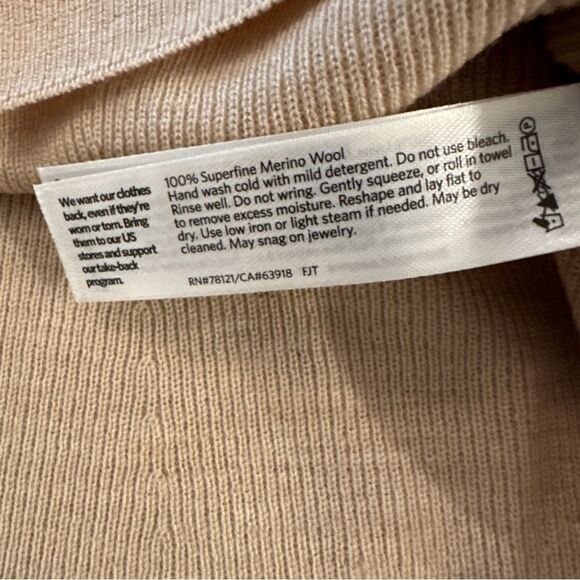 We want our clothes
back, even if they're
worn or torn. Bring
them to our US
stores and support
our take-back
program.
100% Superfine Merino Wool
Hand wash cold with mild detergent. Do not use bleach.
Rinse well. Do not wring. Gently squeeze, or roll in towel
to remove excess moisture. Reshape and lay flat to
dry. Use low iron or light steam if needed. May be dry
cleaned. May snag on jewelry.
RN#78121/CA#63918 FJT
P